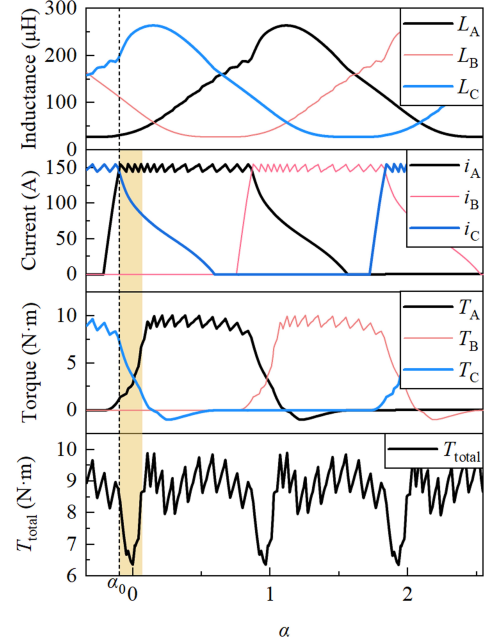 300
200
100
0
Inductance (μH)
L_A
L_B
L_C
150
100
50
0
Current (A)
i_A
i_B
i_C
10
5
0
Torque (N·m)
T_A
T_B
T_C
10
9
8
7
6
T_total (N·m)
T_total
α₀ 0 1 2
α